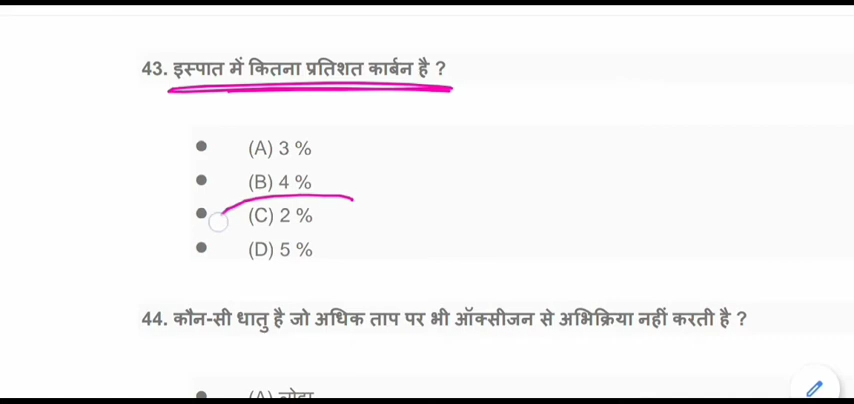 43. इस्पात में कितना प्रतिशत कार्बन है ?
(A) 3 %
(B) 4 %
(C) 2 %
(D) 5 %
44. कौन-सी धातु है जो अधिक ताप पर भी ऑक्सीजन से अभिक्रिया नहीं करती है ?
(A) लोहा